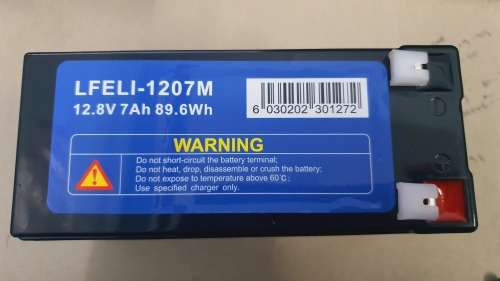 LFELI-1207M
12.8V 7Ah 89.6Wh
6 030202 301272
WARNING
Do not short-circuit the battery terminal;
Do not heat, drop, disassemble or crush the battery;
Do not expose to temperature above 60℃;
Use specified charger only.